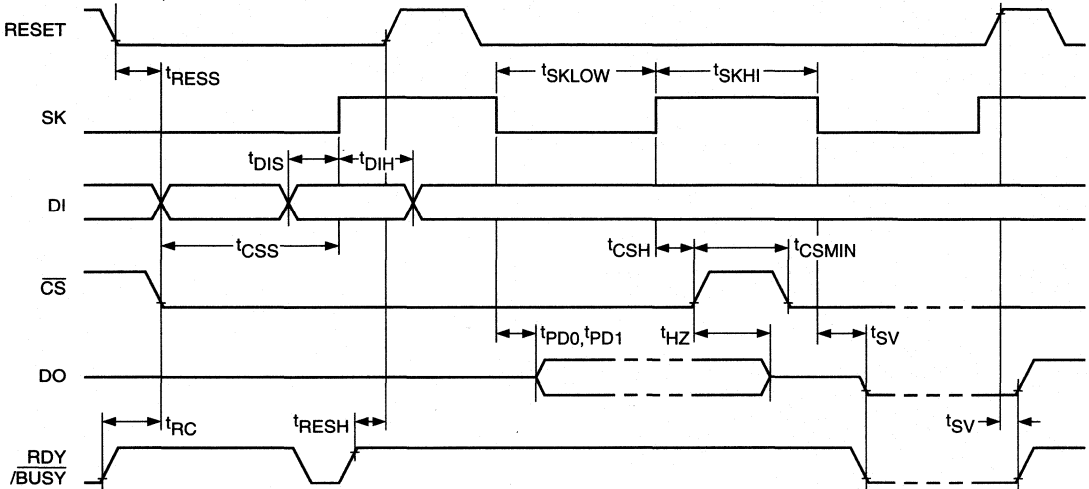 RESET
tRESS
tSKLOW
tSKHI
SK
tDIS
tDIH
DI
tCSS
tCSH
tCSMIN
CS
tPD0,tPD1
tHZ
tSV
DO
tRC
tRESH
tSV
RDY
/BUSY